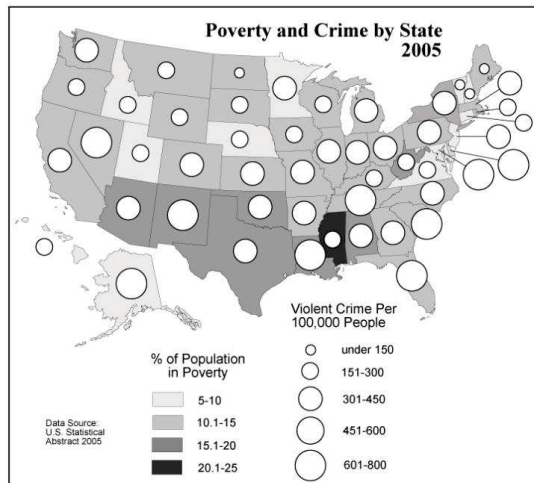 Poverty and Crime by State
2005
Violent Crime Per
100,000 People
under 150
151-300
301-450
451-600
601-800
% of Population
in Poverty
5-10
10.1-15
15.1-20
20.1-25
Data Source:
U.S. Statistical
Abstract 2005